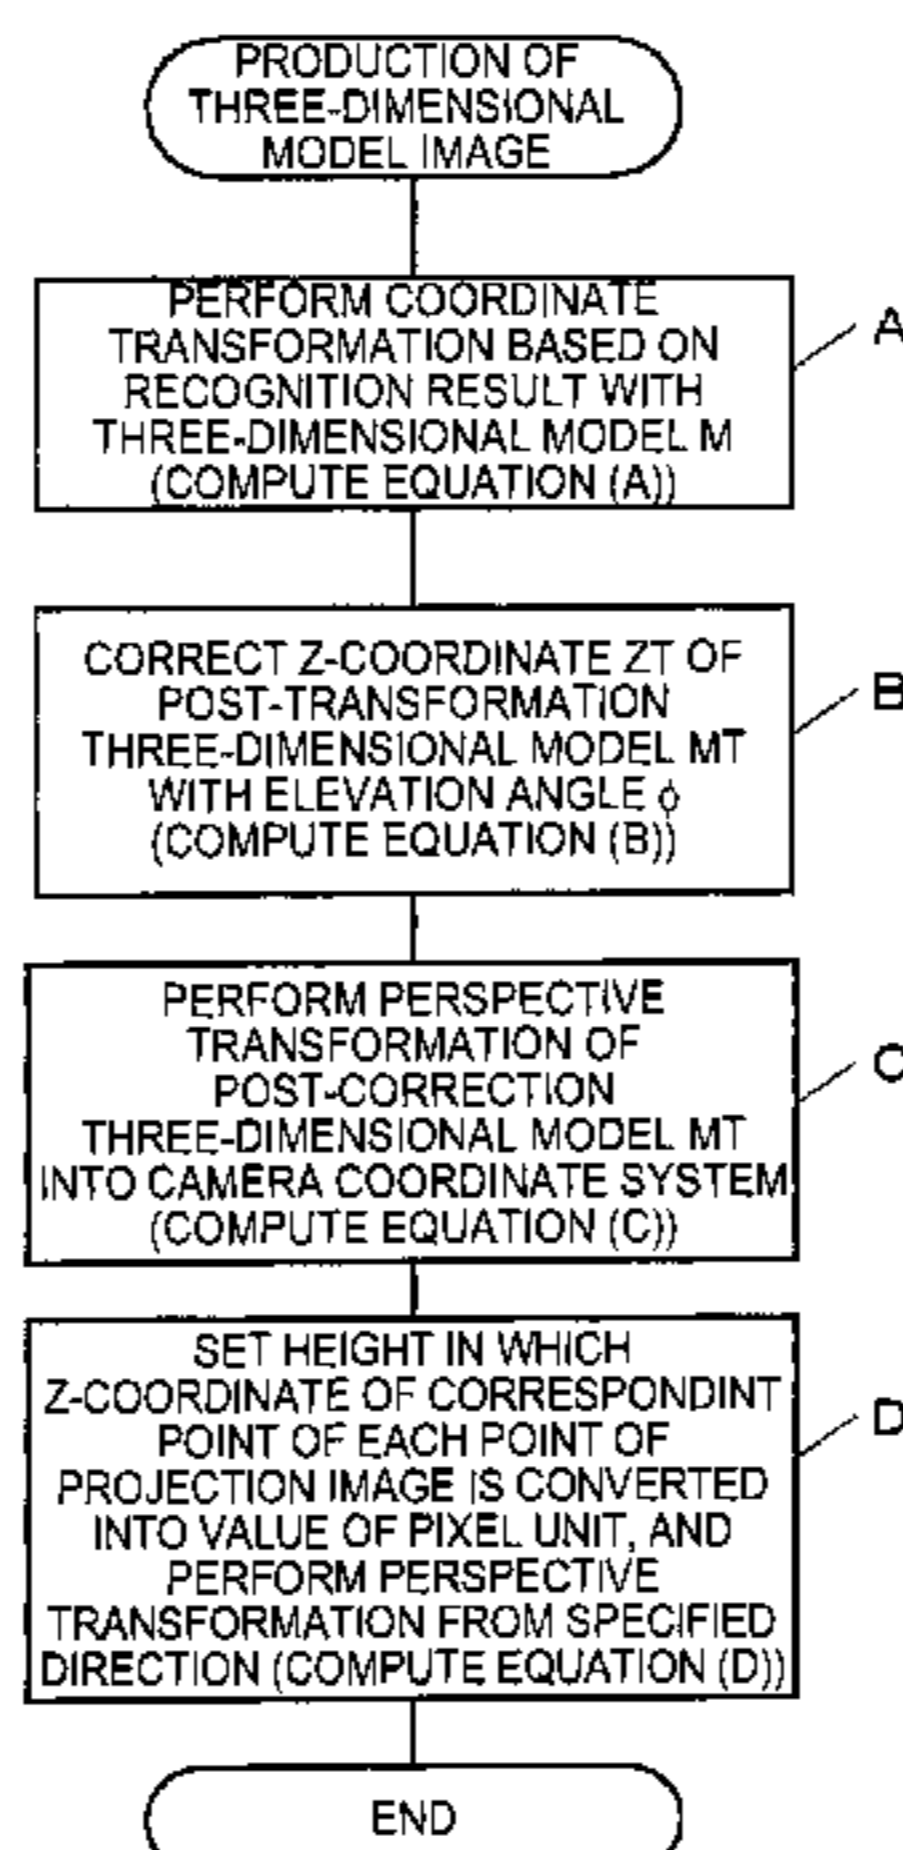 PRODUCTION OF
THREE-DIMENSIONAL
MODEL IMAGE
PERFORM COORDINATE
TRANSFORMATION BASED ON
RECOGNITION RESULT WITH
THREE-DIMENSIONAL MODEL M
(COMPUTE EQUATION (A))
A
CORRECT Z-COORDINATE ZT OF
POST-TRANSFORMATION
THREE-DIMENSIONAL MODEL MT
WITH ELEVATION ANGLE ϕ
(COMPUTE EQUATION (B))
B
PERFORM PERSPECTIVE
TRANSFORMATION OF
POST-CORRECTION
THREE-DIMENSIONAL MODEL MT
INTO CAMERA COORDINATE SYSTEM
(COMPUTE EQUATION (C))
C
SET HEIGHT IN WHICH
Z-COORDINATE OF CORRESPONDINT
POINT OF EACH POINT OF
PROJECTION IMAGE IS CONVERTED
INTO VALUE OF PIXEL UNIT, AND
PERFORM PERSPECTIVE
TRANSFORMATION FROM SPECIFIED
DIRECTION (COMPUTE EQUATION (D))
D
END